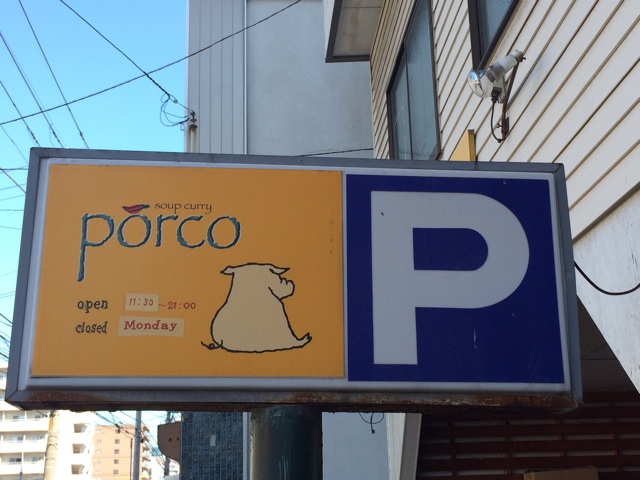 soup curry
porco
open 11:30~21:00
closed Monday
P